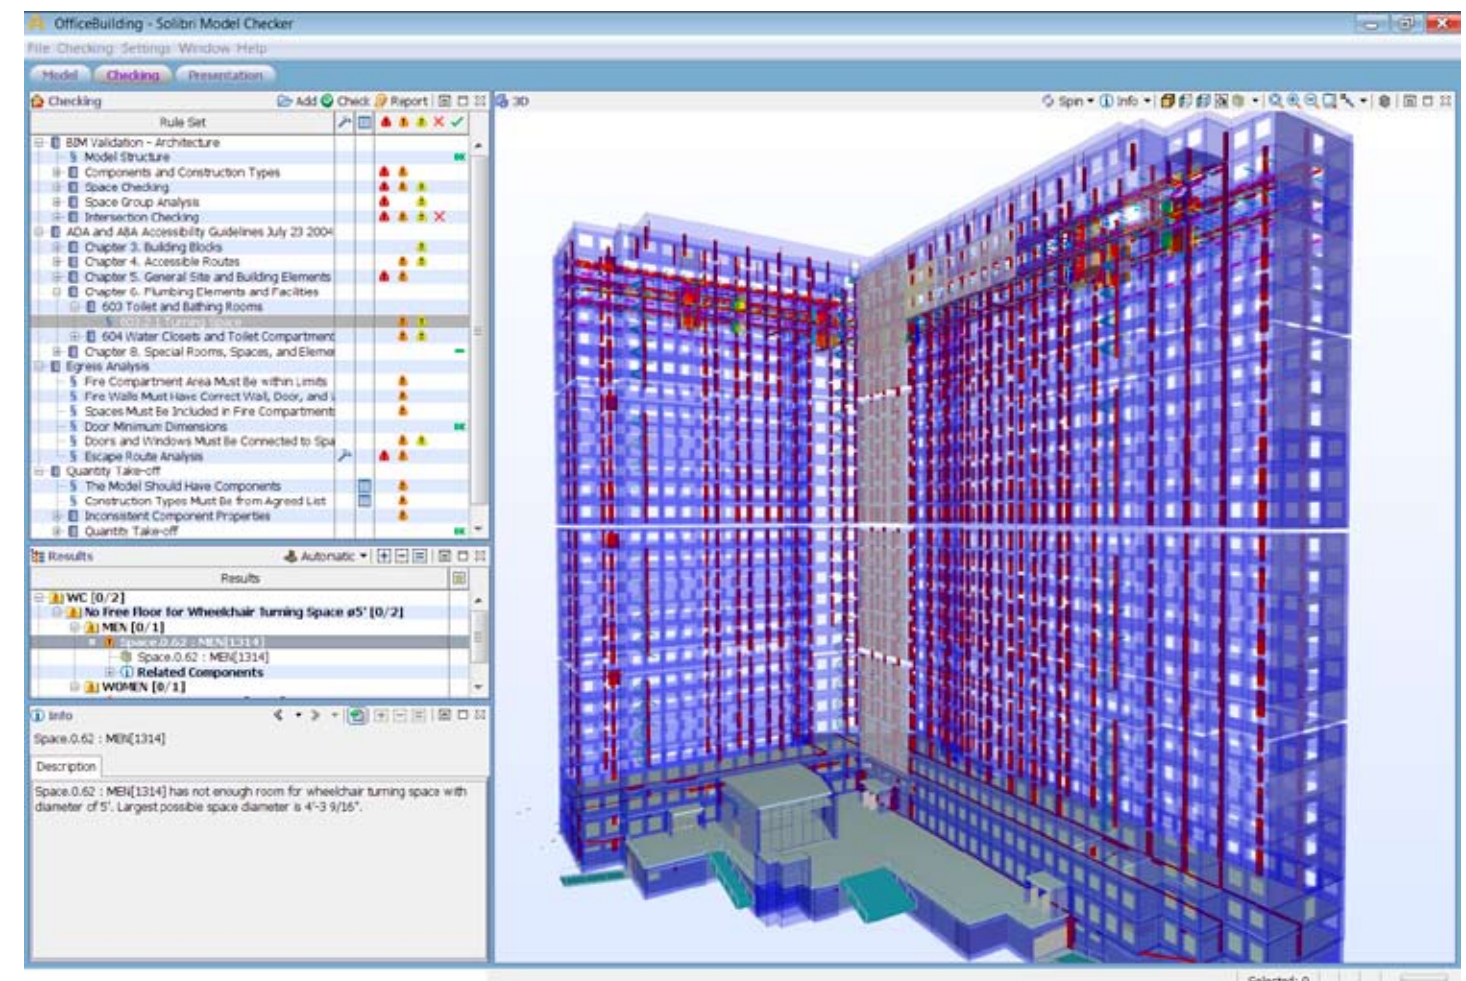 OfficeBuilding - Solibri Model Checker
File Checking Settings Window Help
Model Checking Presentation
Checking Add Check Report
Rule Set
BIM Validation - Architecture
Model Structure OK
Components and Construction Types
Space Checking
Space Group Analysis
Intersection Checking
ADA and ABA Accessibility Guidelines July 23 2004
Chapter 3. Building Blocks
Chapter 4. Accessible Routes
Chapter 5. General Site and Building Elements
Chapter 6. Plumbing Elements and Facilities
603 Toilet and Bathing Rooms
603.2.1 Turning Space
604 Water Closets and Toilet Compartment
Chapter 8. Special Rooms, Spaces, and Eleme
Egress Analysis
§ Fire Compartment Area Must Be within Limits
§ Fire Walls Must Have Correct Wall, Door, and
§ Spaces Must Be Included in Fire Compartments
§ Door Minimum Dimensions OK
§ Doors and Windows Must Be Connected to Spa
§ Escape Route Analysis
Quantity Take-off
§ The Model Should Have Components
§ Construction Types Must Be from Agreed List
Inconsistent Component Properties
Quantity Take-off OK
Results Automatic
Results
WC [0/2]
No Free Floor for Wheelchair Turning Space ø5' [0/2]
MEN [0/1]
Space.0.62 : MEN[1314]
Space.0.62 : MEN[1314]
Related Components
WOMEN [0/1]
Info
Space.0.62 : MEN[1314]
Description
Space.0.62 : MEN[1314] has not enough room for wheelchair turning space with
diameter of 5'. Largest possible space diameter is 4'-3 9/16".
3D Spin Info
Selected: 0